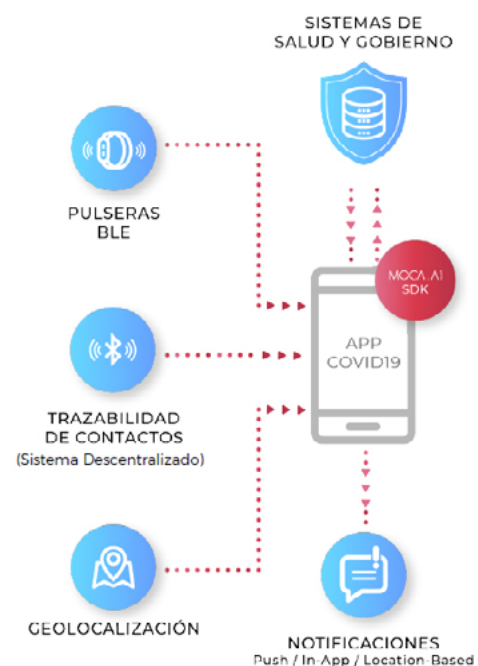 SISTEMAS DE
SALUD Y GOBIERNO
PULSERAS
BLE
MOCA.AI
SDK
APP
COVID19
TRAZABILIDAD
DE CONTACTOS
(Sistema Descentralizado)
GEOLOCALIZACIÓN
NOTIFICACIONES
Push / In-App / Location-Based